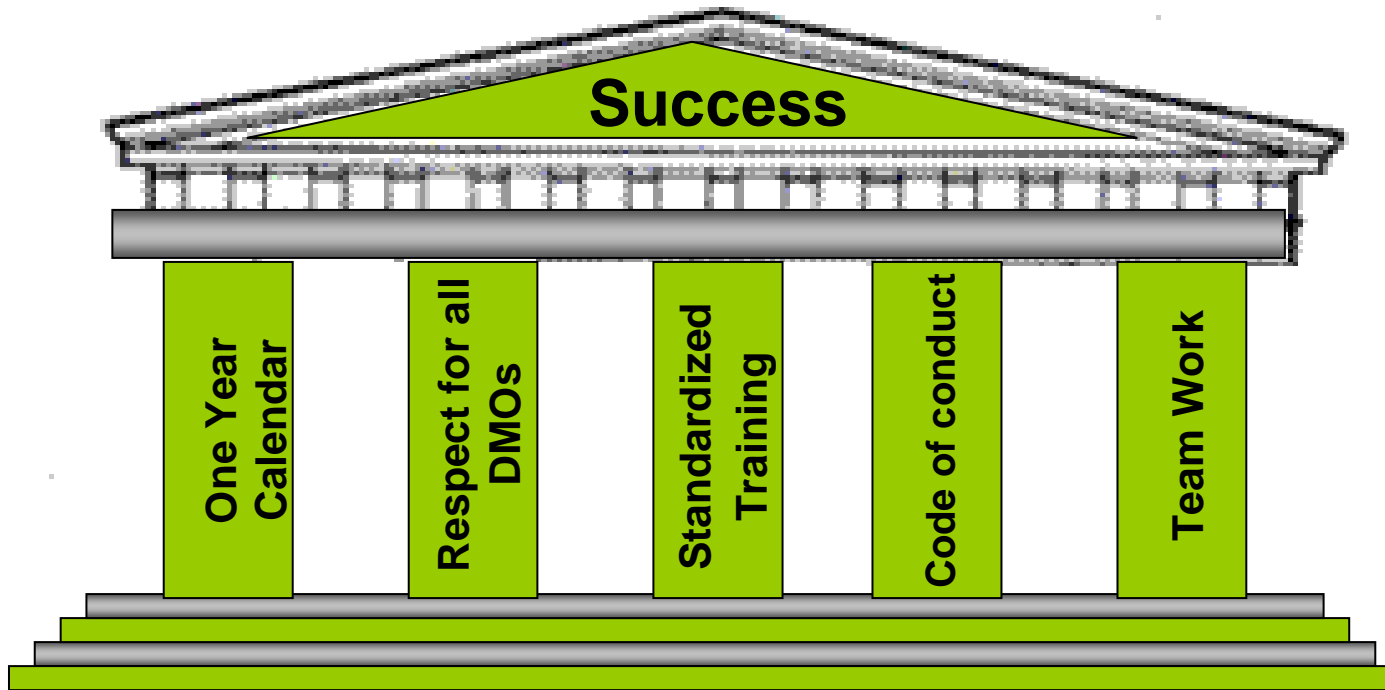 Success
One Year
Calendar
Respect for all
DMOs
Standardized
Training
Code of conduct
Team Work